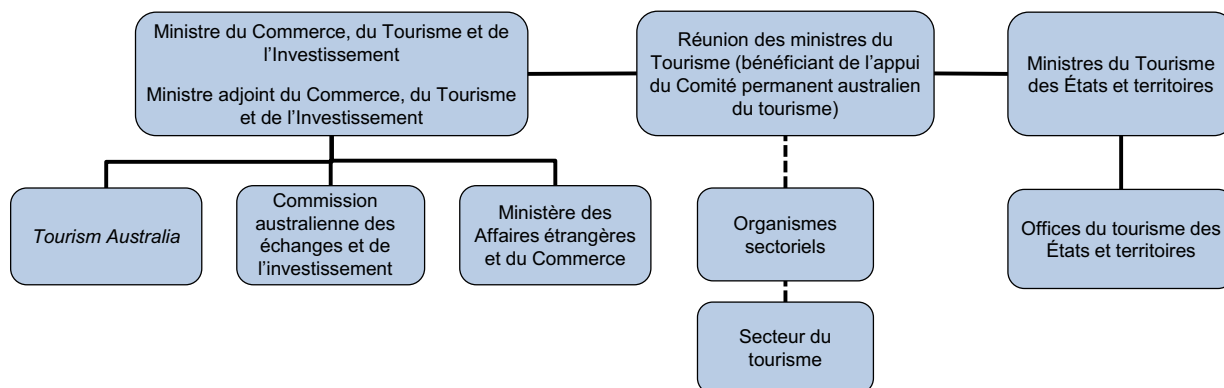 Ministre du Commerce, du Tourisme et de
l’Investissement
Ministre adjoint du Commerce, du Tourisme
et de l’Investissement
Réunion des ministres du
Tourisme (bénéficiant de l’appui
du Comité permanent australien
du tourisme)
Ministres du Tourisme
des États et territoires
Tourism Australia
Commission
australienne des
échanges et de
l’investissement
Ministère des
Affaires étrangères
et du Commerce
Organismes
sectoriels
Offices du tourisme des
États et territoires
Secteur du
tourisme